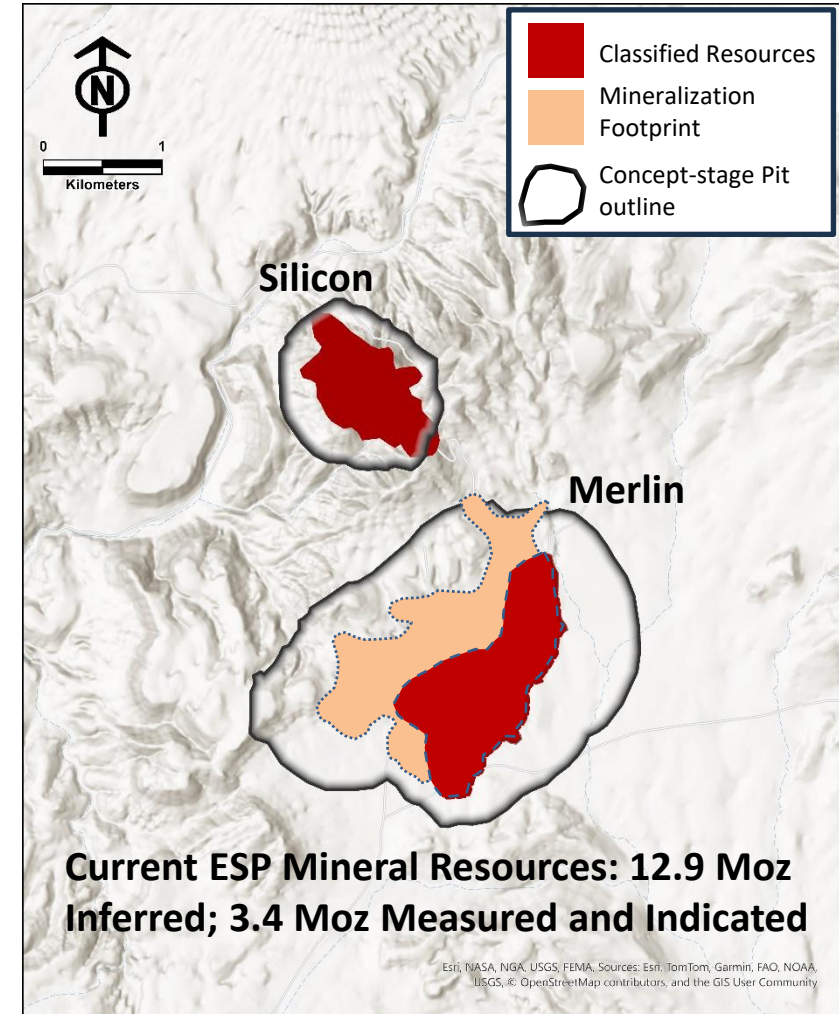 N
0 1
Kilometers
Classified Resources
Mineralization
Footprint
Concept-stage Pit
outline
Silicon
Merlin
Current ESP Mineral Resources: 12.9 Moz
Inferred; 3.4 Moz Measured and Indicated
Esri, NASA, NGA, USGS, FEMA, Sources: Esri, TomTom, Garmin, FAO, NOAA,
USGS, © OpenStreetMap contributors, and the GIS User Community